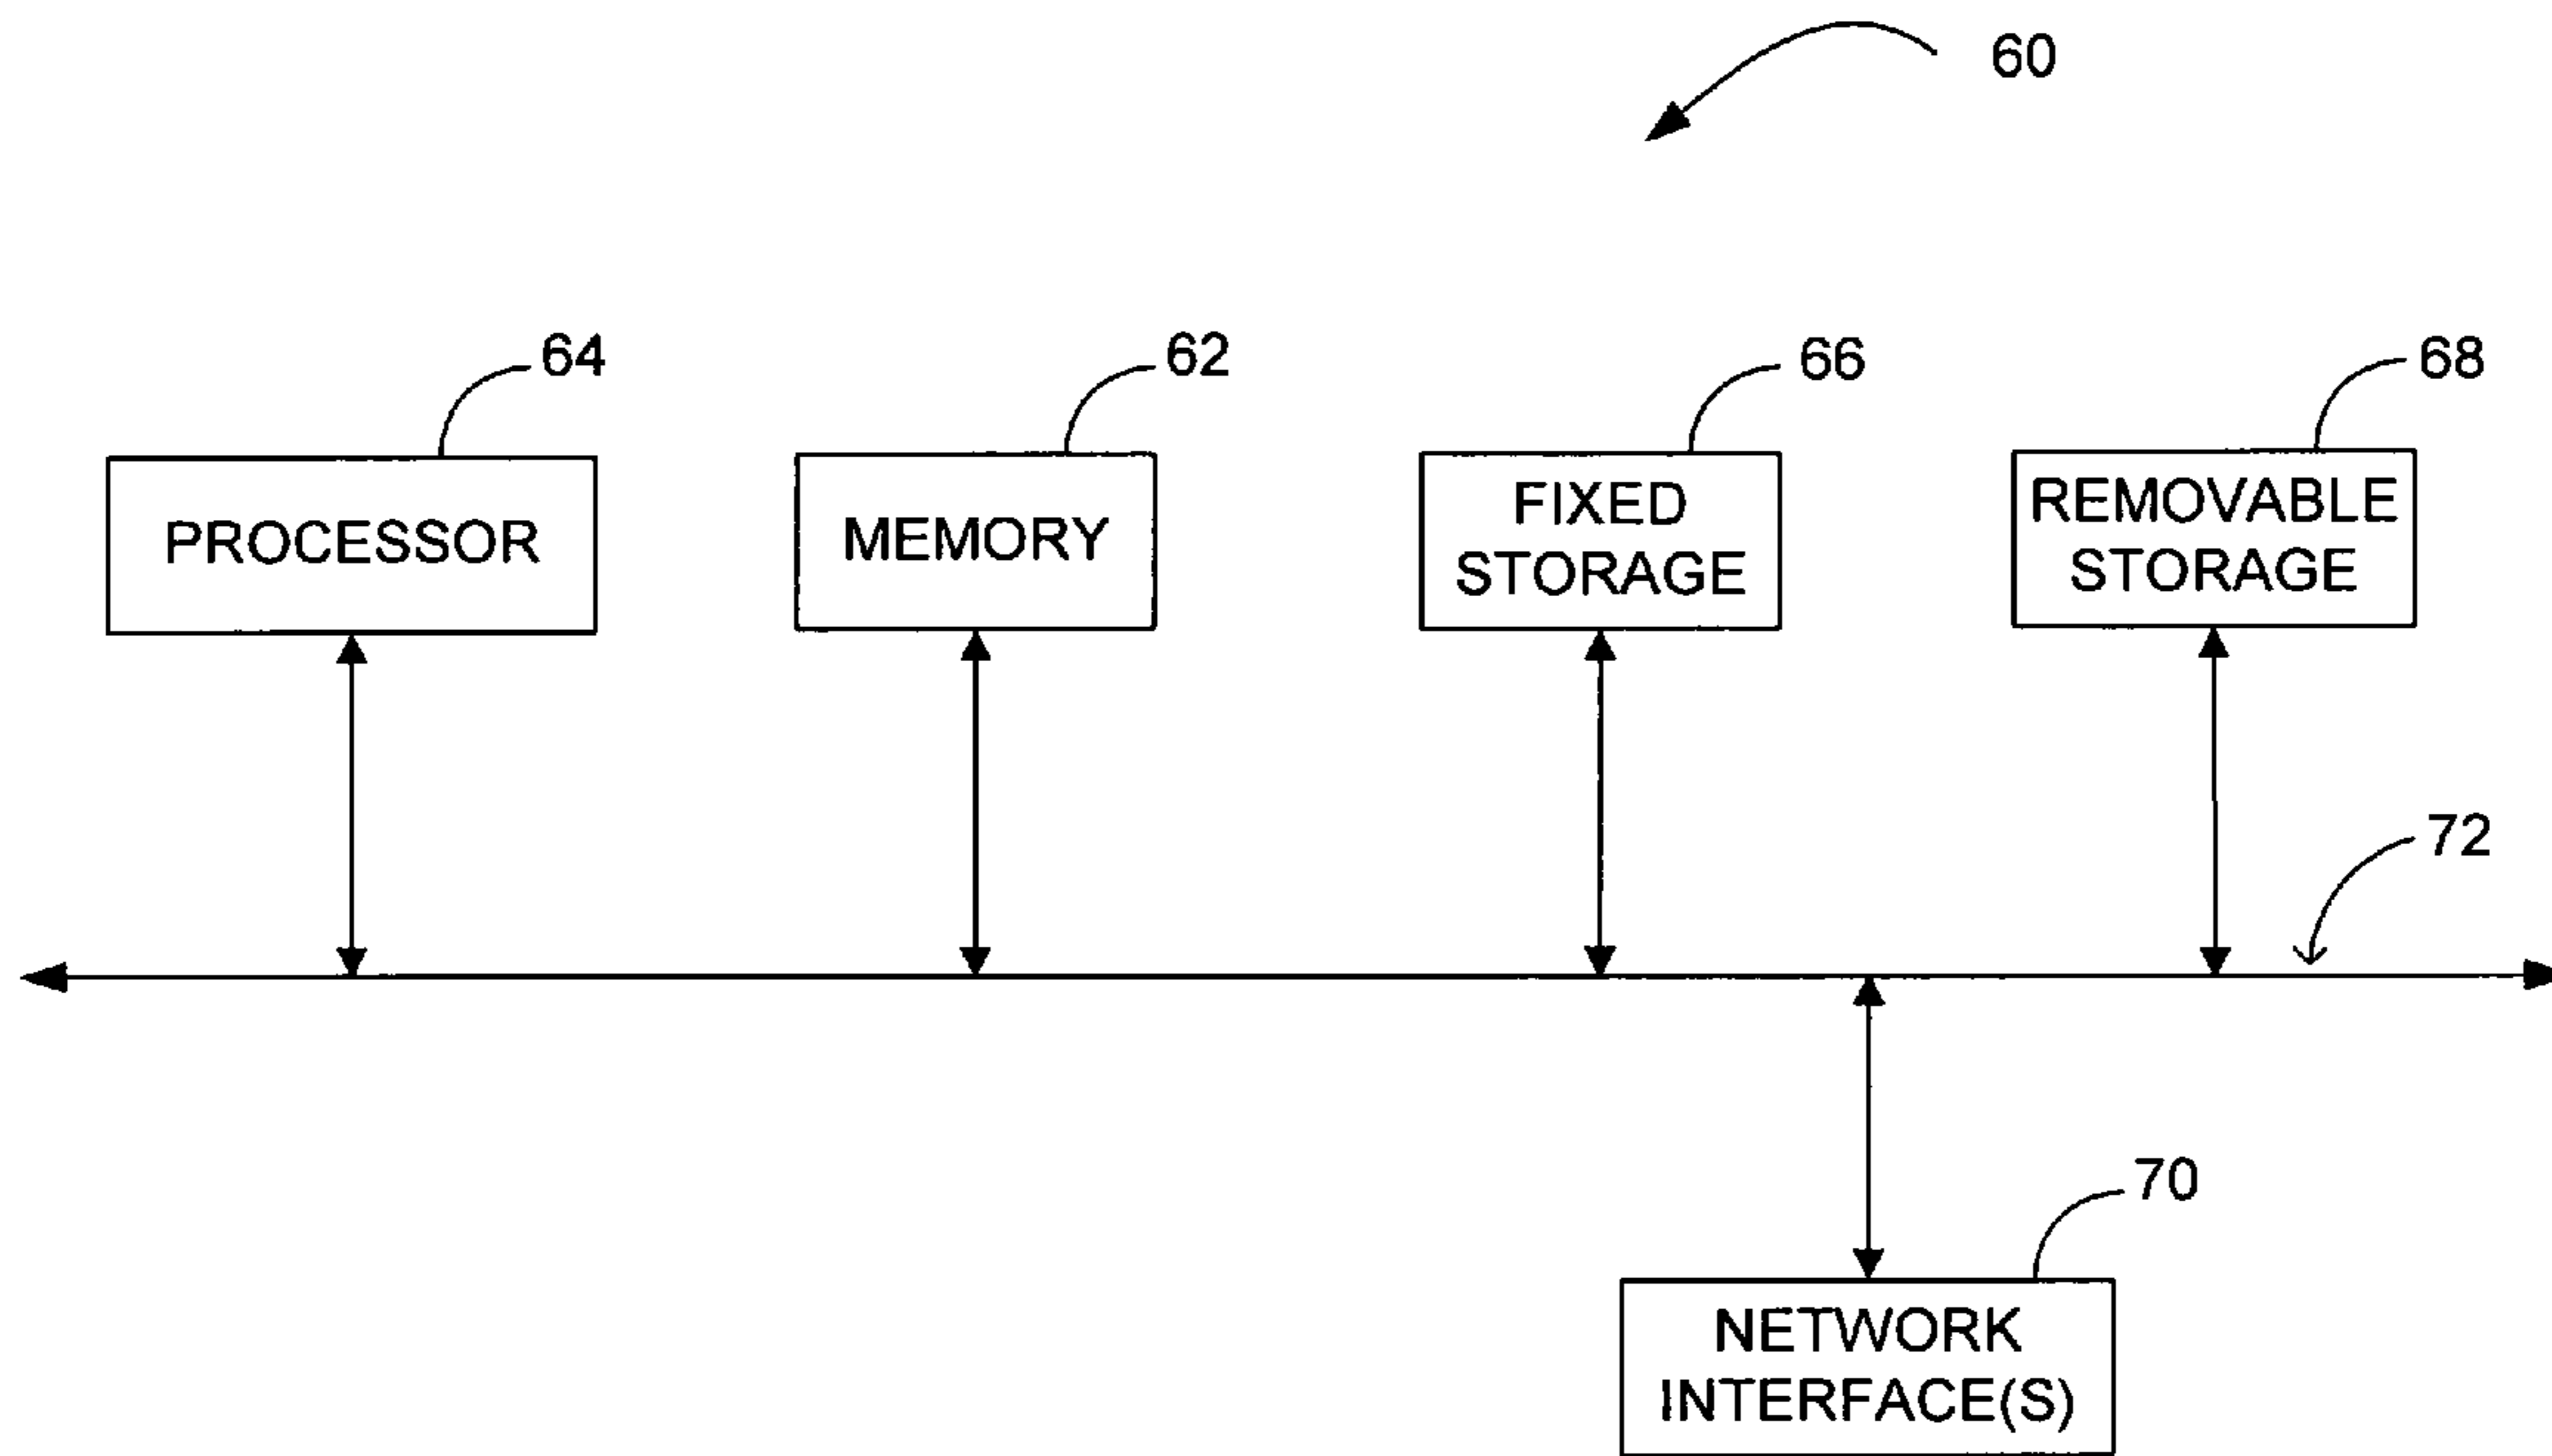 60
64
62
66
68
PROCESSOR
MEMORY
FIXED
STORAGE
REMOVABLE
STORAGE
72
70
NETWORK
INTERFACE(S)